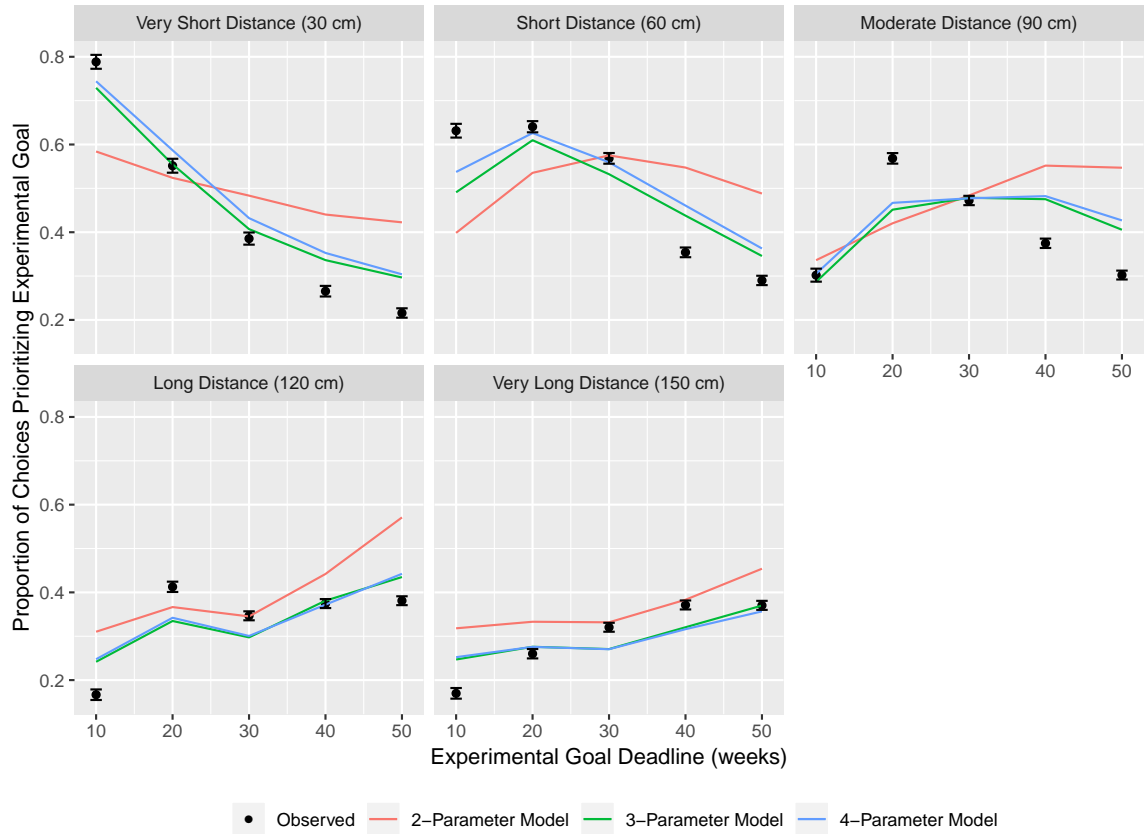 Very Short Distance (30 cm)
Short Distance (60 cm)
Moderate Distance (90 cm)
0.8
0.6
0.4
0.2
10 20 30 40 50
Long Distance (120 cm)
Very Long Distance (150 cm)
0.8
0.6
0.4
0.2
10 20 30 40 50
10 20 30 40 50
Proportion of Choices Prioritizing Experimental Goal
Experimental Goal Deadline (weeks)
Observed
2−Parameter Model
3−Parameter Model
4−Parameter Model